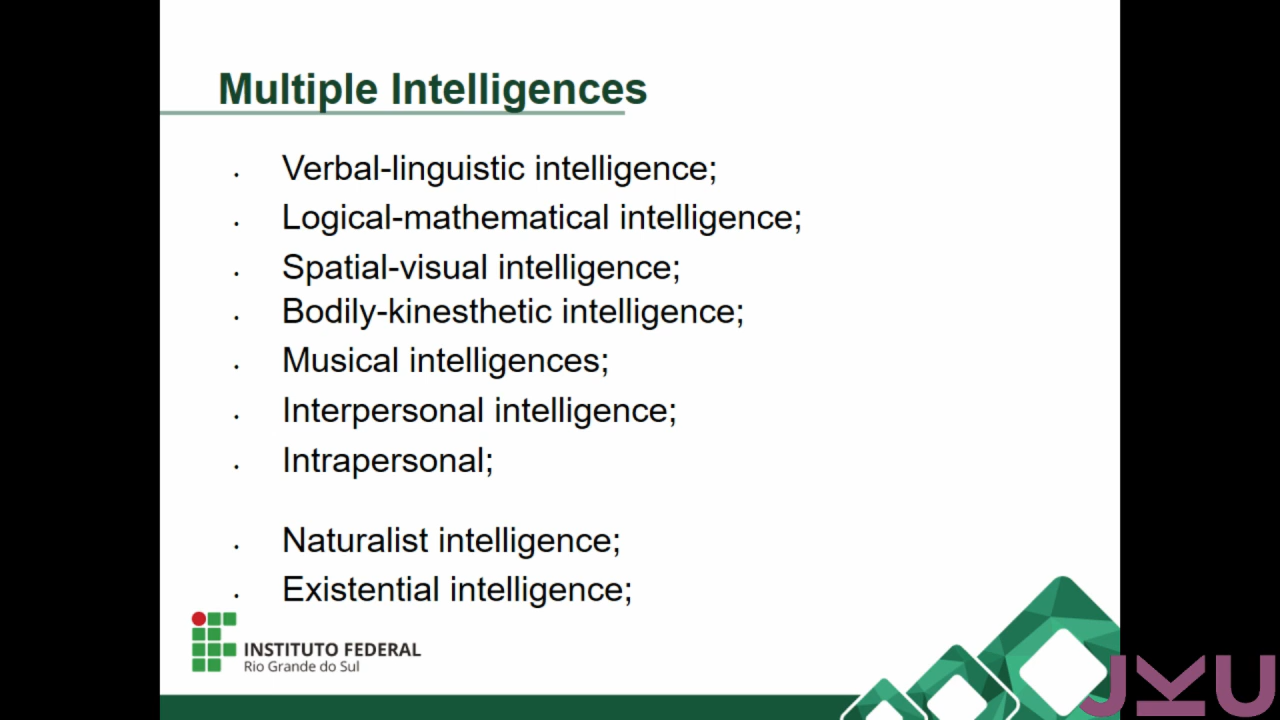 Multiple Intelligences
· Verbal-linguistic intelligence;
· Logical-mathematical intelligence;
· Spatial-visual intelligence;
· Bodily-kinesthetic intelligence;
· Musical intelligences;
· Interpersonal intelligence;
· Intrapersonal;
· Naturalist intelligence;
· Existential intelligence;
INSTITUTO FEDERAL
Rio Grande do Sul
JKU